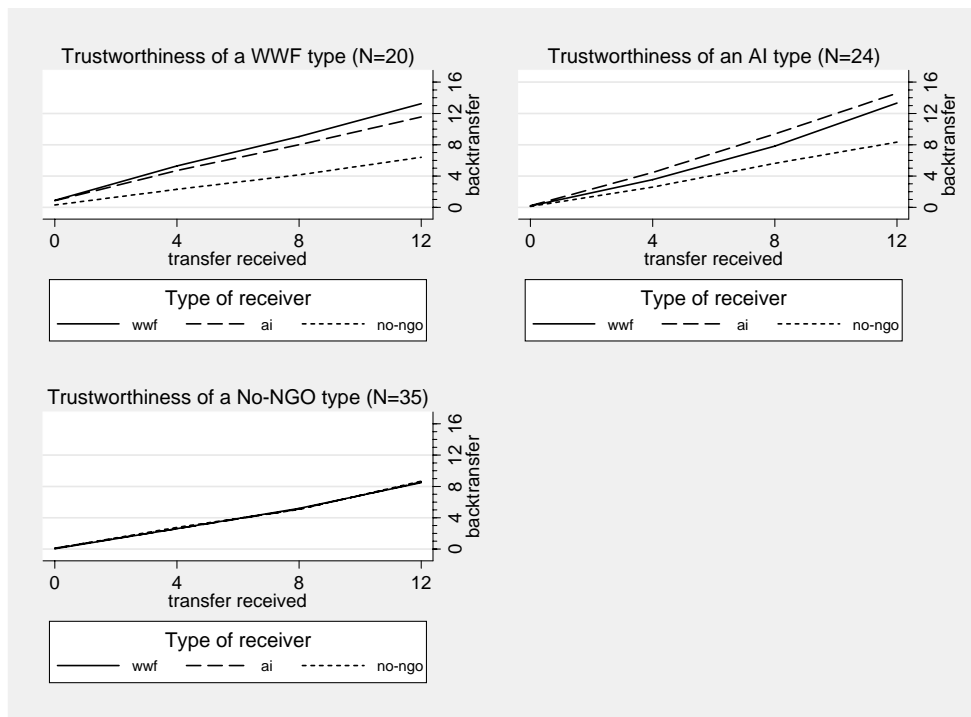 Trustworthiness of a WWF type (N=20)
0 4 8 12 16
backtransfer
0 4 8 12
transfer received
Type of receiver
wwf ai no-ngo
Trustworthiness of an AI type (N=24)
0 4 8 12 16
backtransfer
0 4 8 12
transfer received
Type of receiver
wwf ai no-ngo
Trustworthiness of a No-NGO type (N=35)
0 4 8 12 16
backtransfer
0 4 8 12
transfer received
Type of receiver
wwf ai no-ngo